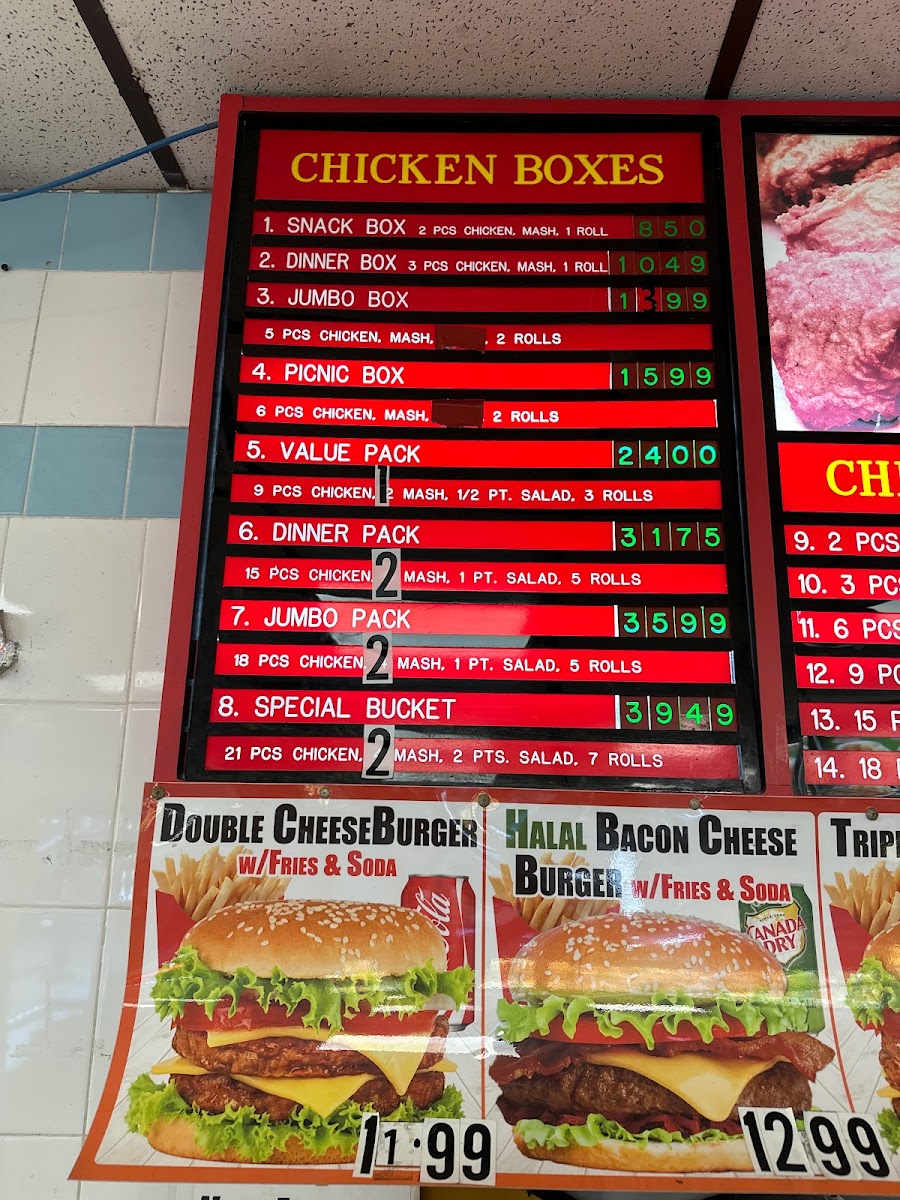 CHICKEN BOXES
1. SNACK BOX 2 PCS CHICKEN, MASH, 1 ROLL 850
2. DINNER BOX 3 PCS CHICKEN, MASH, 1 ROLL 1049
3. JUMBO BOX 1399
5 PCS CHICKEN, MASH, , 2 ROLLS
4. PICNIC BOX 1599
6 PCS CHICKEN, MASH, 2 ROLLS
5. VALUE PACK 2400
9 PCS CHICKEN, 1 MASH, 1/2 PT. SALAD, 3 ROLLS
6. DINNER PACK 3175
15 PCS CHICKEN 2 MASH, 1 PT. SALAD, 5 ROLLS
7. JUMBO PACK 3599
18 PCS CHICKEN, 2 MASH, 1 PT. SALAD, 5 ROLLS
8. SPECIAL BUCKET 3949
21 PCS CHICKEN, 2 MASH, 2 PTS. SALAD, 7 ROLLS
CHI
9. 2 PCS
10. 3 PC
11. 6 PCS
12. 9 PC
13. 15 P
14. 18
DOUBLE CHEESEBURGER
W/FRIES & SODA
Cola
11.99
HALAL BACON CHEESE
BURGER W/FRIES & SODA
CANADA
DRY
12 99
TRIP